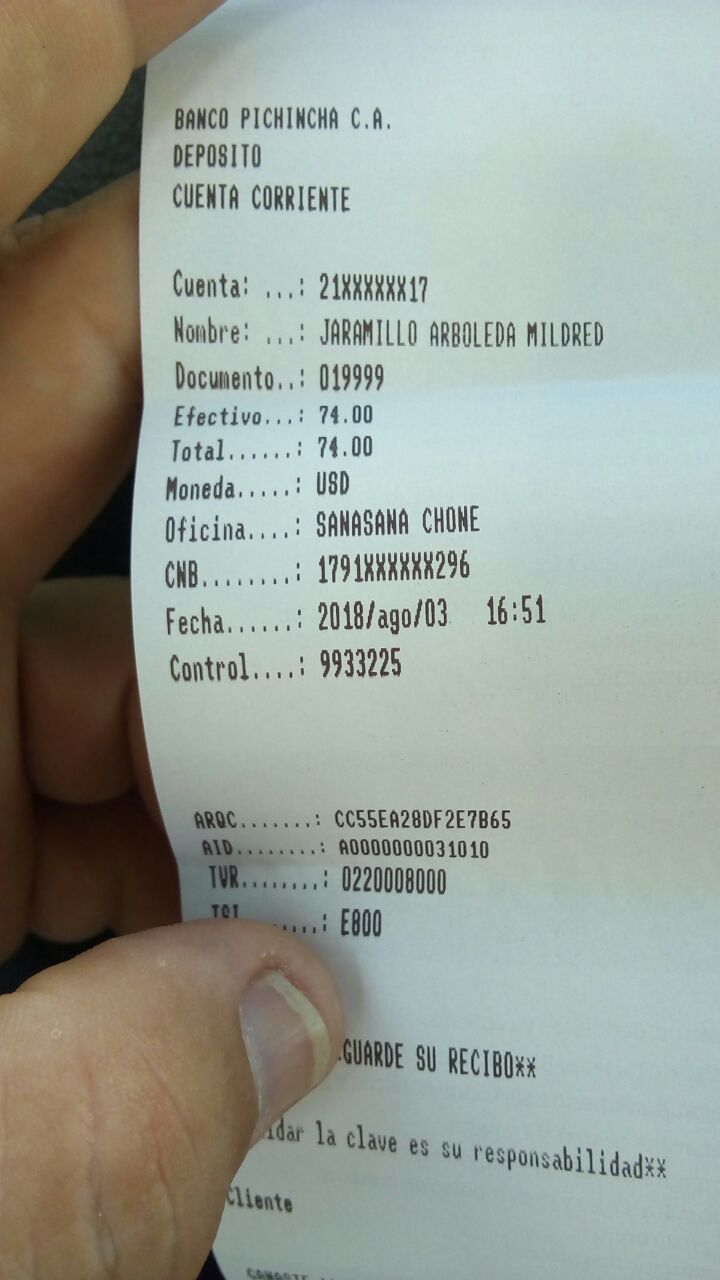 BANCO PICHINCHA C.A.
DEPOSITO
CUENTA CORRIENTE
Cuenta: ...: 21XXXXXX17
Nombre: ...: JARAMILLO ARBOLEDA MILDRED
Documento..: 019999
Efectivo...: 74.00
Total......: 74.00
Moneda.....: USD
Oficina....: SANASANA CHONE
CNB........: 1791XXXXXX296
Fecha......: 2018/ago/03 16:51
Control....: 9933225
ARQC.......: CC55EA28DF2E7B65
AID........: A0000000031010
TVR........: 0220008000
TSI.....: E800
.GUARDE SU RECIBO**
la clave es su responsabilidad**
Cliente